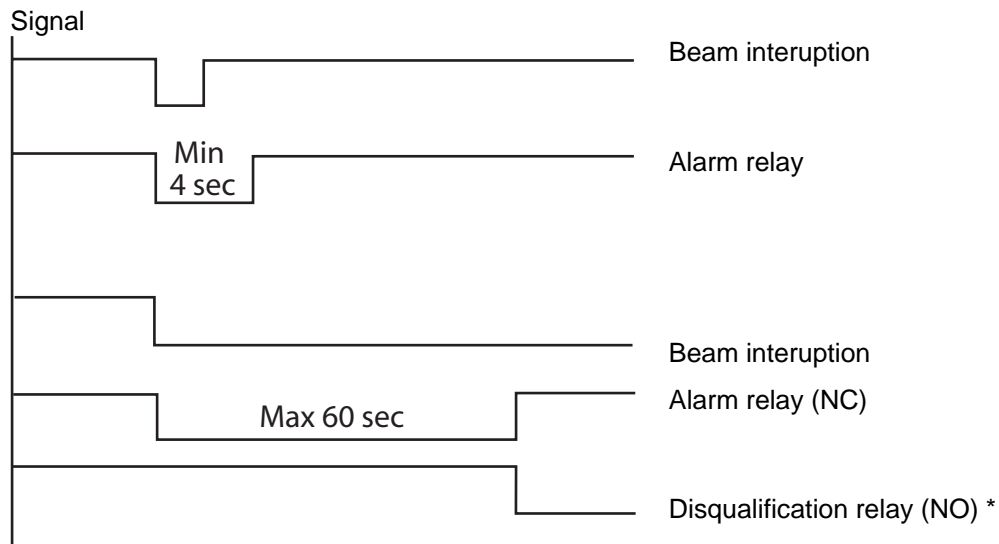 Signal
Beam interuption
Min
4 sec
Alarm relay
Beam interuption
Alarm relay (NC)
Max 60 sec
Disqualification relay (NO) *